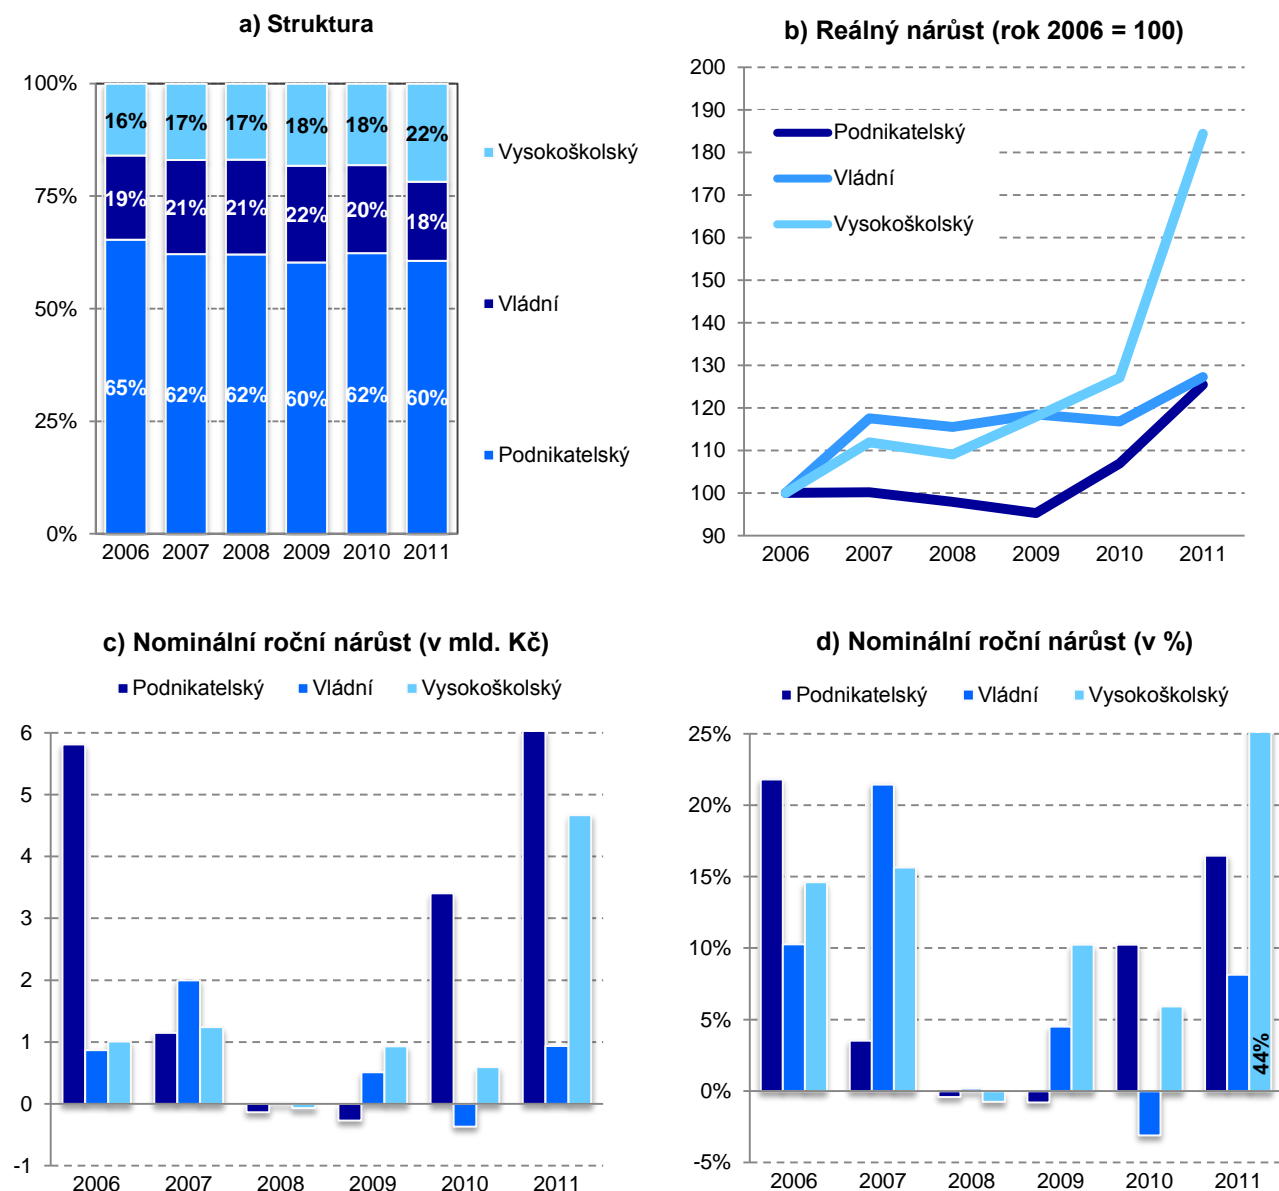 a) Struktura
100%
75%
50%
25%
0%
16% 17% 17% 18% 18% 22%
19% 21% 21% 22% 20% 18%
65% 62% 62% 60% 62% 60%
2006 2007 2008 2009 2010 2011
Vysokoškolský
Vládní
Podnikatelský
b) Reálný nárůst (rok 2006 = 100)
200
190
180
170
160
150
140
130
120
110
100
90
Podnikatelský
Vládní
Vysokoškolský
2006 2007 2008 2009 2010 2011
c) Nominální roční nárůst (v mld. Kč)
Podnikatelský Vládní Vysokoškolský
6
5
4
3
2
1
0
-1
2006 2007 2008 2009 2010 2011
d) Nominální roční nárůst (v %)
Podnikatelský Vládní Vysokoškolský
25%
20%
15%
10%
5%
0%
-5%
44%
2006 2007 2008 2009 2010 2011